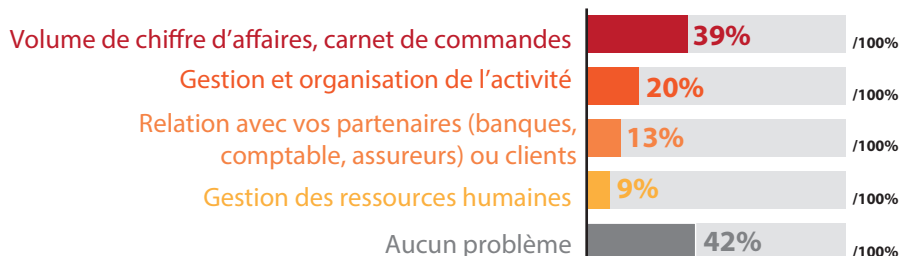 Volume de chiffre d'affaires, carnet de commandes 39% /100%
Gestion et organisation de l'activité 20% /100%
Relation avec vos partenaires (banques,
comptable, assureurs) ou clients 13% /100%
Gestion des ressources humaines 9% /100%
Aucun problème 42% /100%